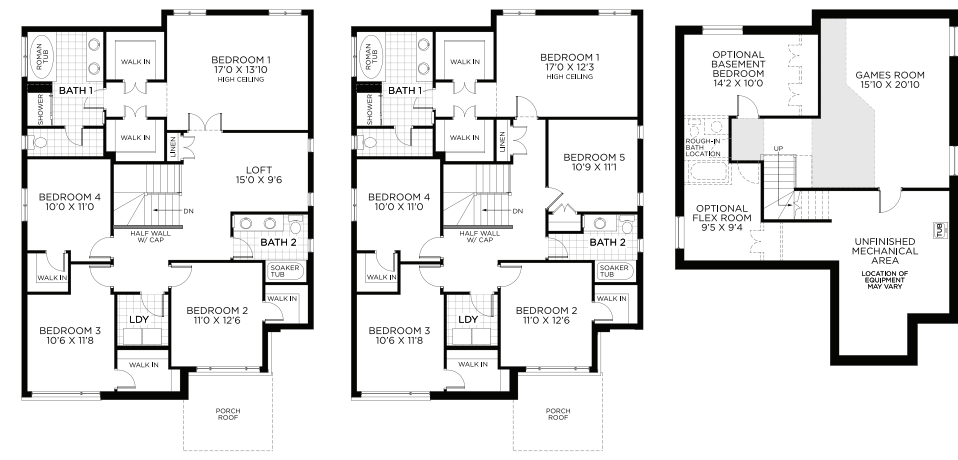 ROMAN
TUB
WALK IN
BEDROOM 1
17'0 X 13'10
HIGH CEILING
SHOWER
BATH 1
WALK IN
LINEN
LOFT
15'0 X 9'6
BEDROOM 4
10'0 X 11'0
DN
HALF WALL
W/ CAP
BATH 2
WALK IN
SOAKER
TUB
WALK IN
BEDROOM 3
10'6 X 11'8
LDY
BEDROOM 2
11'0 X 12'6
WALK IN
PORCH
ROOF
ROMAN
TUB
WALK IN
BEDROOM 1
17'0 X 12'3
HIGH CEILING
SHOWER
BATH 1
WALK IN
LINEN
BEDROOM 5
10'9 X 11'1
BEDROOM 4
10'0 X 11'0
DN
HALF WALL
W/ CAP
BATH 2
WALK IN
SOAKER
TUB
WALK IN
BEDROOM 3
10'6 X 11'8
LDY
BEDROOM 2
11'0 X 12'6
WALK IN
PORCH
ROOF
OPTIONAL
BASEMENT
BEDROOM
14'2 X 10'0
GAMES ROOM
15'10 X 20'10
ROUGH-IN
BATH
LOCATION
UP
OPTIONAL
FLEX ROOM
9'5 X 9'4
TUB
UNFINISHED
MECHANICAL
AREA
LOCATION OF
EQUIPMENT
MAY VARY